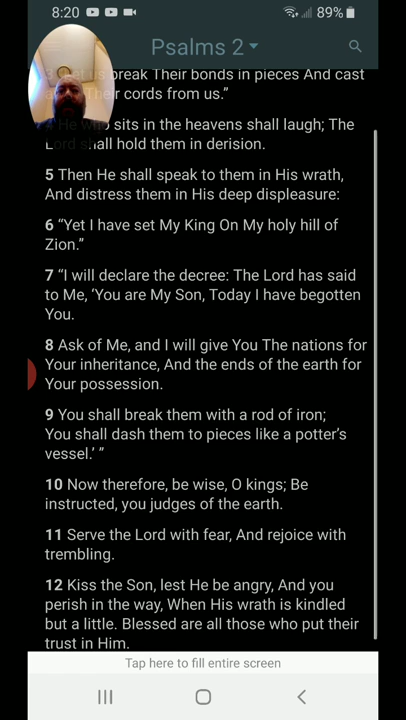 8:20
89%
Psalms 2
3 "Let us break Their bonds in pieces And cast
Their cords from us."
4 He who sits in the heavens shall laugh; The
Lord shall hold them in derision.
5 Then He shall speak to them in His wrath,
And distress them in His deep displeasure:
6 “Yet I have set My King On My holy hill of
Zion.”
7 “I will declare the decree: The Lord has said
to Me, ‘You are My Son, Today I have begotten
You.
8 Ask of Me, and I will give You The nations for
Your inheritance, And the ends of the earth for
Your possession.
9 You shall break them with a rod of iron;
You shall dash them to pieces like a potter’s
vessel.’ ”
10 Now therefore, be wise, O kings; Be
instructed, you judges of the earth.
11 Serve the Lord with fear, And rejoice with
trembling.
12 Kiss the Son, lest He be angry, And you
perish in the way, When His wrath is kindled
but a little. Blessed are all those who put their
trust in Him.
Tap here to fill entire screen